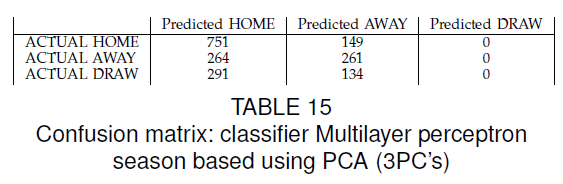 Predicted HOME Predicted AWAY Predicted DRAW
ACTUAL HOME 751 149 0
ACTUAL AWAY 264 261 0
ACTUAL DRAW 291 134 0
TABLE 15
Confusion matrix: classifier Multilayer perceptron
season based using PCA (3PC's)